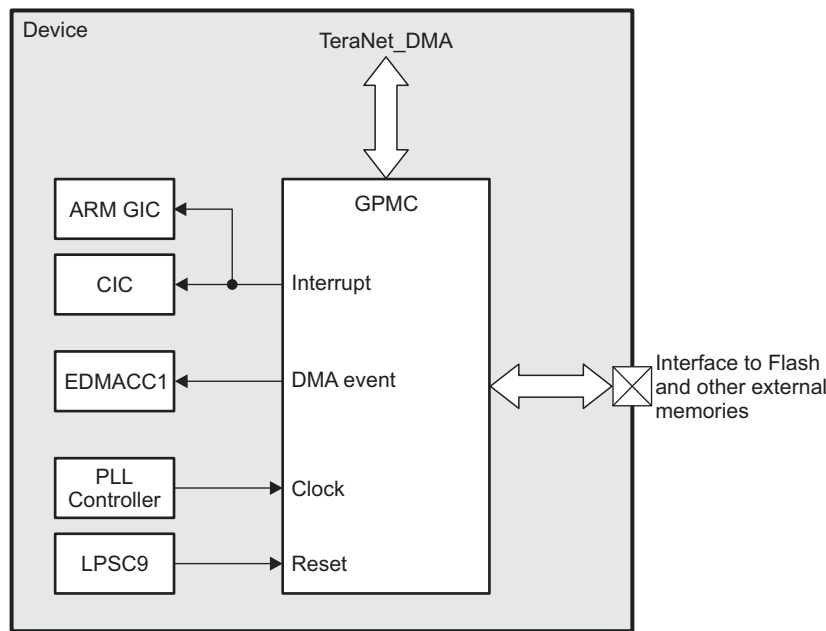 Device
TeraNet_DMA
GPMC
ARM GIC
CIC
Interrupt
EDMACC1
DMA event
Interface to Flash
and other external
memories
PLL
Controller
Clock
LPSC9
Reset